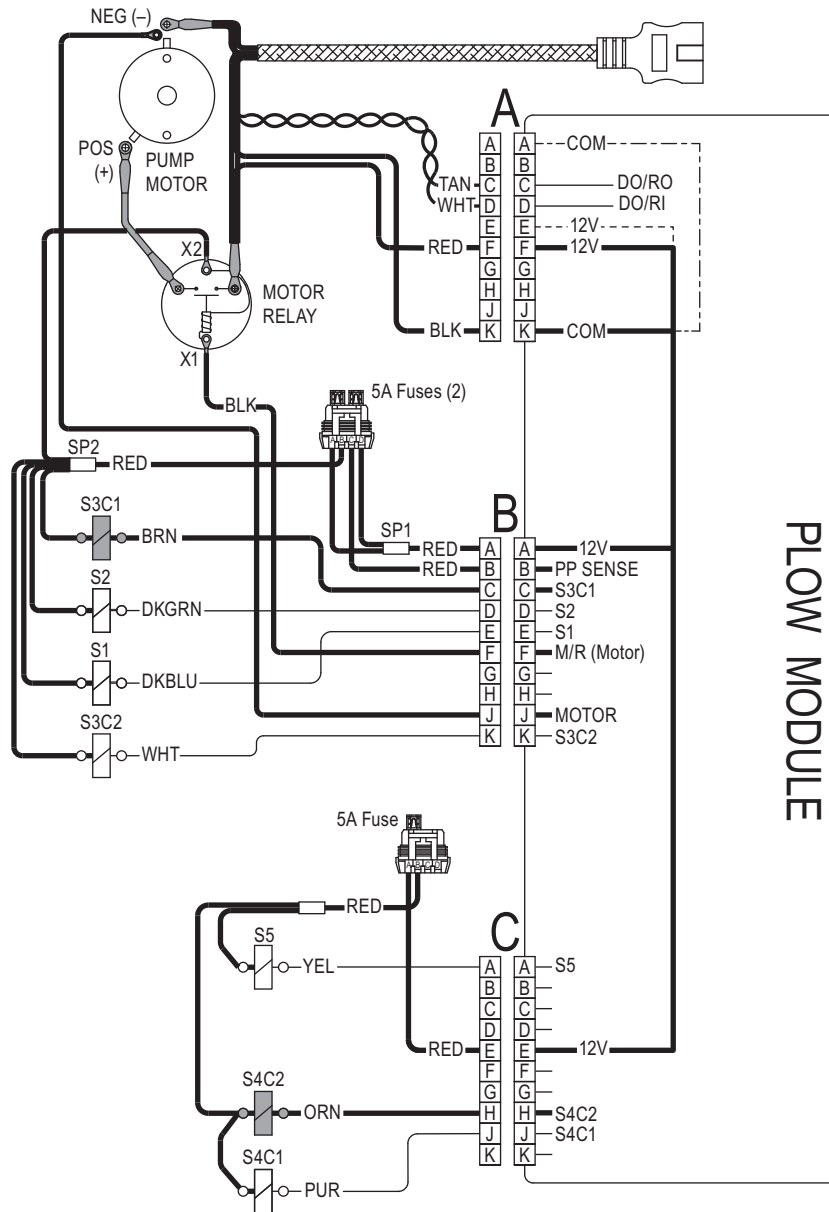 NEG (–)
POS
(+)
PUMP
MOTOR
X2
MOTOR
RELAY
X1
A
A
B
C
D
E
F
G
H
J
K
A
B
C
D
E
F
G
H
J
K
TAN
WHT
RED
BLK
COM
DO/RO
DO/RI
12V
12V
COM
BLK
5A Fuses (2)
A B C D
SP2
RED
SP1
RED
RED
S3C1
BRN
S2
DKGRN
S1
DKBLU
S3C2
WHT
B
A
B
C
D
E
F
G
H
J
K
A
B
C
D
E
F
G
H
J
K
12V
PP SENSE
S3C1
S2
S1
M/R (Motor)
MOTOR
S3C2
PLOW MODULE
5A Fuse
A B C D
RED
S5
YEL
RED
S4C2
ORN
S4C1
PUR
C
A
B
C
D
E
F
G
H
J
K
A
B
C
D
E
F
G
H
J
K
S5
12V
S4C2
S4C1